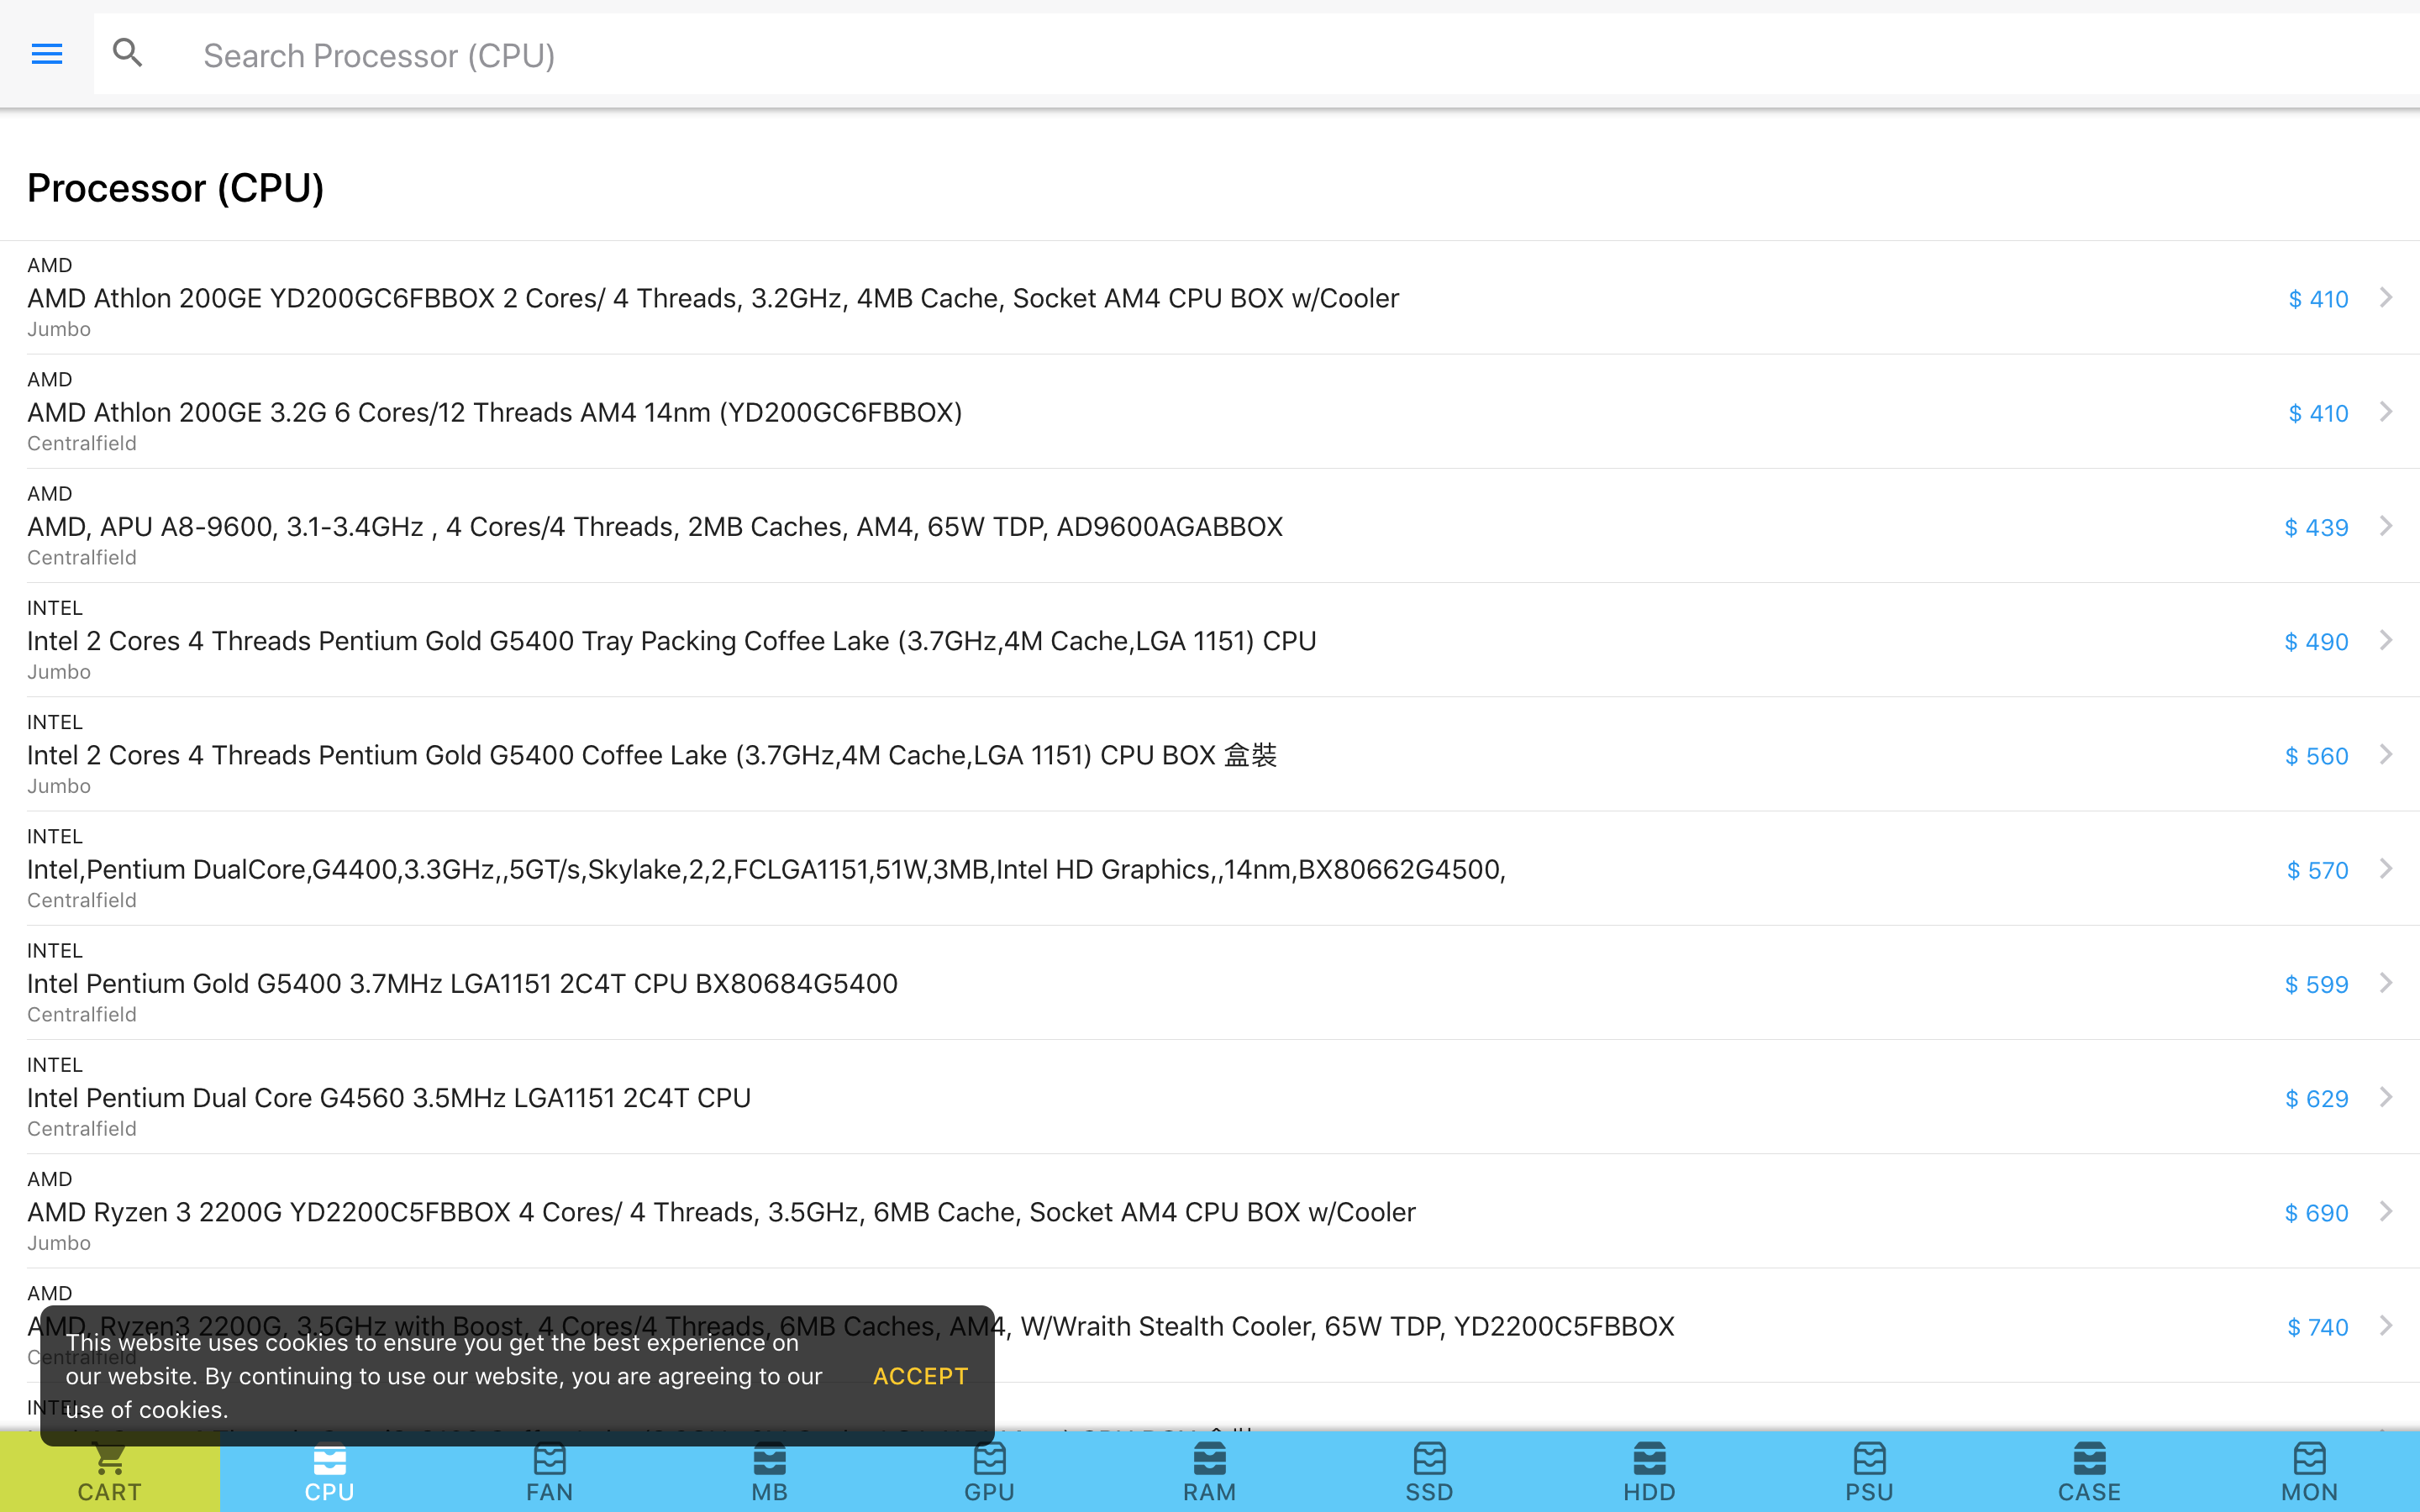 Search Processor (CPU)
Processor (CPU)
AMD
AMD Athlon 200GE YD200GC6FBBOX 2 Cores/ 4 Threads, 3.2GHz, 4MB Cache, Socket AM4 CPU BOX w/Cooler
$ 410
Jumbo
AMD
AMD Athlon 200GE 3.2G 6 Cores/12 Threads AM4 14nm (YD200GC6FBBOX)
$ 410
Centralfield
AMD
AMD, APU A8-9600, 3.1-3.4GHz , 4 Cores/4 Threads, 2MB Caches, AM4, 65W TDP, AD9600AGABBOX
$ 439
Centralfield
INTEL
Intel 2 Cores 4 Threads Pentium Gold G5400 Tray Packing Coffee Lake (3.7GHz,4M Cache,LGA 1151) CPU
$ 490
Jumbo
INTEL
Intel 2 Cores 4 Threads Pentium Gold G5400 Coffee Lake (3.7GHz,4M Cache,LGA 1151) CPU BOX 盒裝
$ 560
Jumbo
INTEL
Intel,Pentium DualCore,G4400,3.3GHz,,5GT/s,Skylake,2,2,FCLGA1151,51W,3MB,Intel HD Graphics,,14nm,BX80662G4500,
$ 570
Centralfield
INTEL
Intel Pentium Gold G5400 3.7MHz LGA1151 2C4T CPU BX80684G5400
$ 599
Centralfield
INTEL
Intel Pentium Dual Core G4560 3.5MHz LGA1151 2C4T CPU
$ 629
Centralfield
AMD
AMD Ryzen 3 2200G YD2200C5FBBOX 4 Cores/ 4 Threads, 3.5GHz, 6MB Cache, Socket AM4 CPU BOX w/Cooler
$ 690
Jumbo
AMD
AMD, Ryzen3 2200G, 3.5GHz with Boost, 4 Cores/4 Threads, 6MB Caches, AM4, W/Wraith Stealth Cooler, 65W TDP, YD2200C5FBBOX
$ 740
Centralfield
INTEL
This website uses cookies to ensure you get the best experience on
our website. By continuing to use our website, you are agreeing to our
use of cookies.
ACCEPT
CART
CPU
FAN
MB
GPU
RAM
SSD
HDD
PSU
CASE
MON